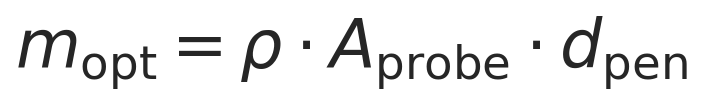 m_opt = ρ · A_probe · d_pen